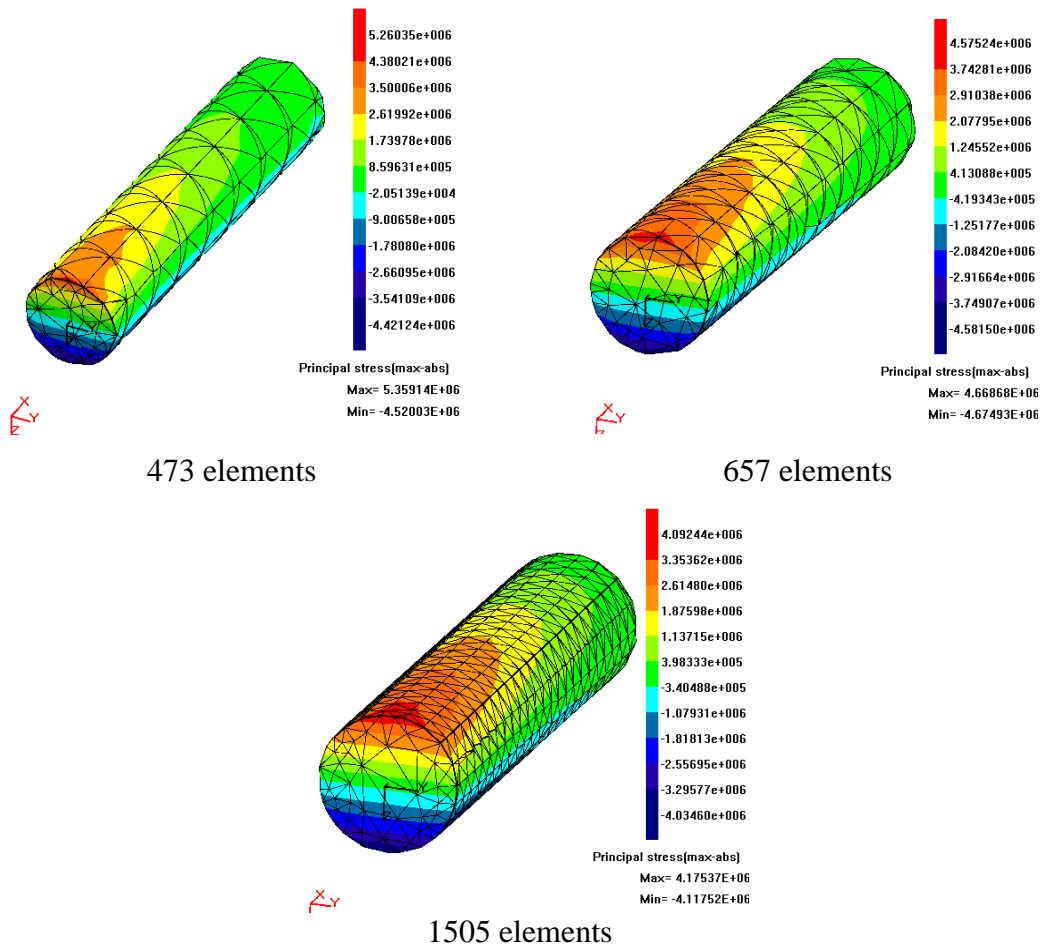 5.26035e+006
4.38021e+006
3.50006e+006
2.61992e+006
1.73978e+006
8.59631e+005
-2.05139e+004
-9.00658e+005
-1.78080e+006
-2.66095e+006
-3.54109e+006
-4.42124e+006
Principal stress(max-abs)
Max= 5.35914E+06
Min= -4.52003E+06
Y
Z
X
Y
Z
473 elements
4.57524e+006
3.74281e+006
2.91038e+006
2.07795e+006
1.24552e+006
4.13088e+005
-4.19343e+005
-1.25177e+006
-2.08420e+006
-2.91664e+006
-3.74907e+006
-4.58150e+006
Principal stress(max-abs)
Max= 4.66868E+06
Min= -4.67493E+06
Y
Z
X
Y
Z
657 elements
4.09244e+006
3.35362e+006
2.61480e+006
1.87598e+006
1.13715e+006
3.98333e+005
-3.40488e+005
-1.07931e+006
-1.81813e+006
-2.55695e+006
-3.29577e+006
-4.03460e+006
Principal stress(max-abs)
Max= 4.17537E+06
Min= -4.11752E+06
Y
Z
X
Y
1505 elements